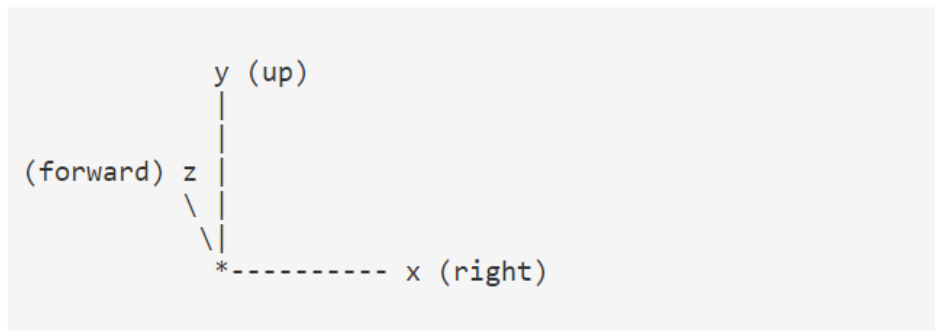 y (up)
|
|
(forward) z |
\ |
\|
*---------- x (right)